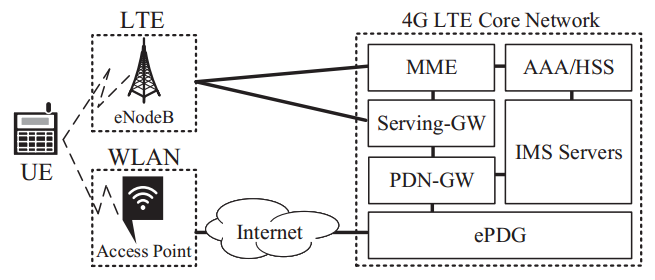 LTE
4G LTE Core Network
MME
AAA/HSS
eNodeB
Serving-GW
IMS Servers
UE
WLAN
PDN-GW
Internet
ePDG
Access Point